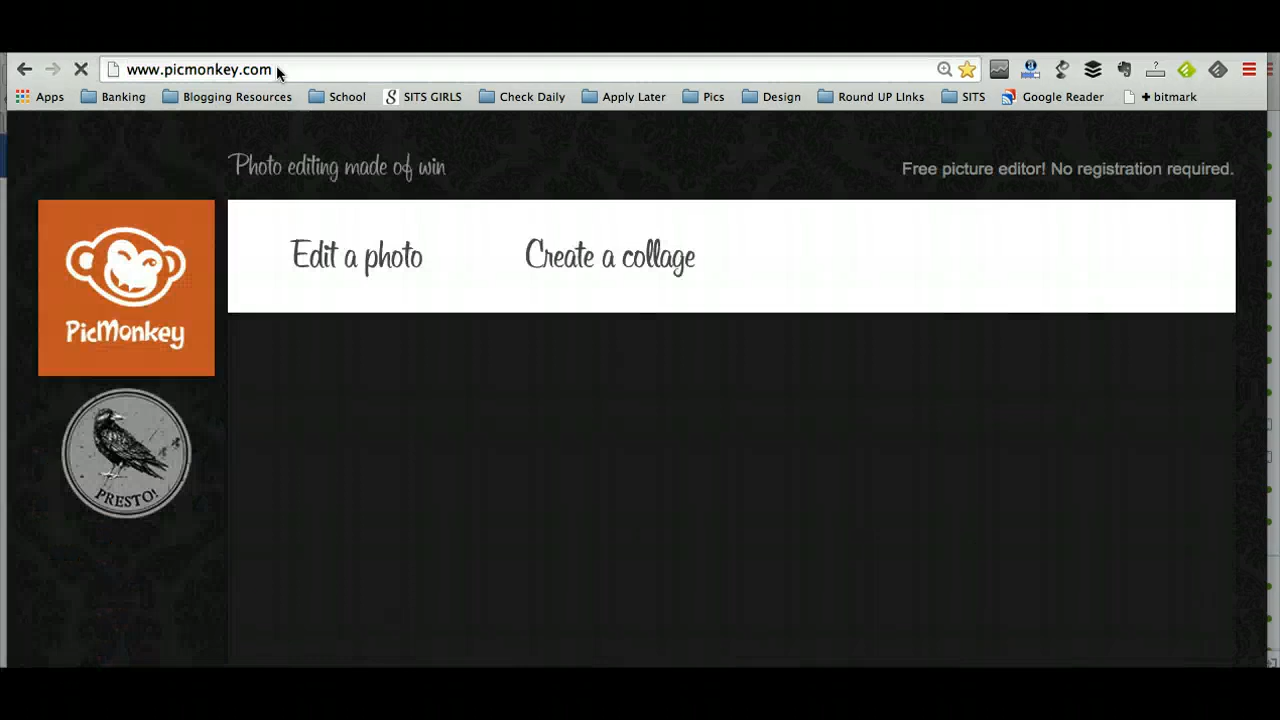 www.picmonkey.com
Apps Banking Blogging Resources School SITS GIRLS Check Daily Apply Later Pics Design Round UP LInks SITS Google Reader + bitmark
Photo editing made of win
Free picture editor! No registration required.
Edit a photo Create a collage
PicMonkey
PRESTO!